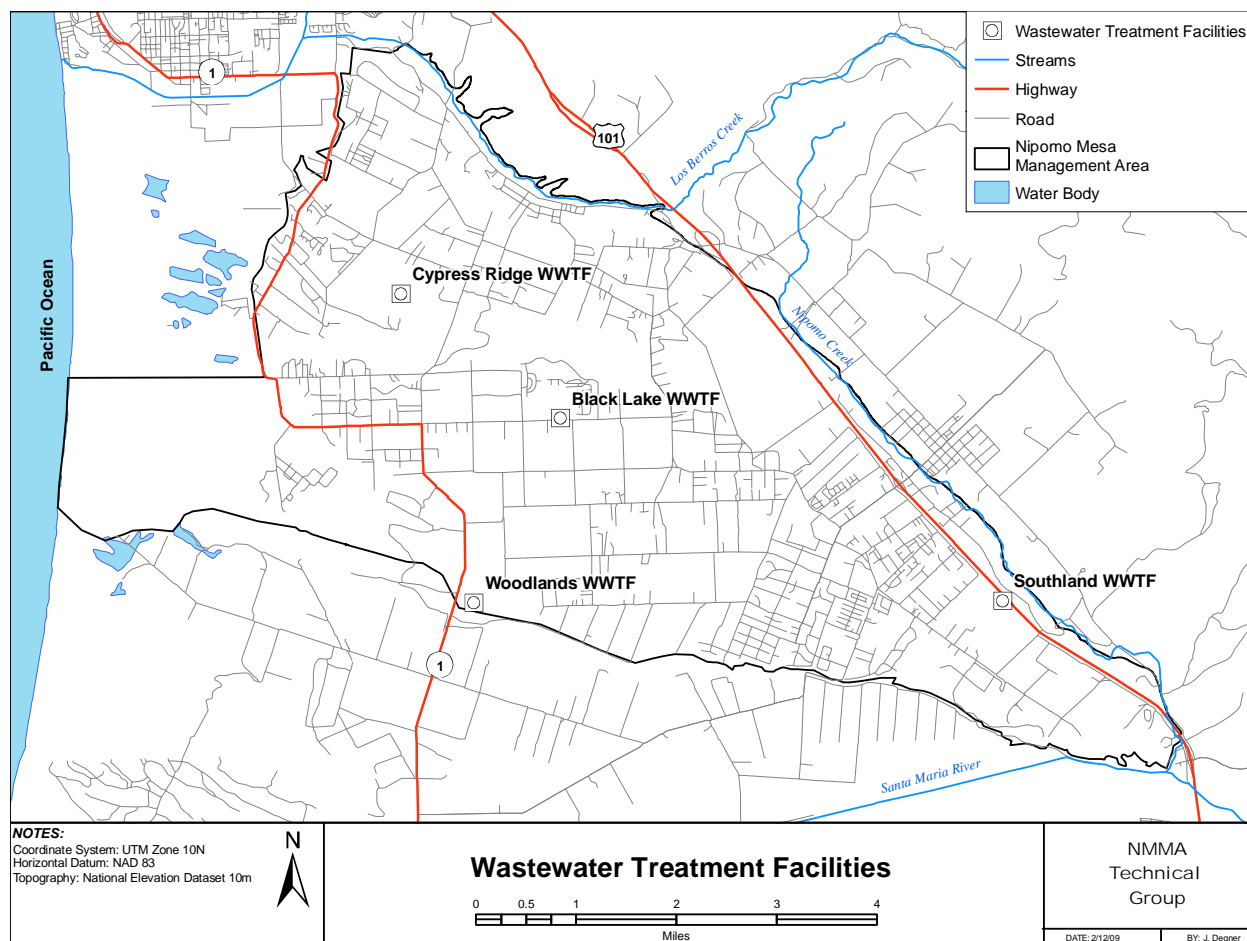 Wastewater Treatment Facilities
Streams
Highway
Road
Nipomo Mesa
Management Area
Water Body
1
101
Los Berros Creek
Cypress Ridge WWTF
Nipomo Creek
Pacific Ocean
Black Lake WWTF
Woodlands WWTF
Southland WWTF
1
Santa Maria River
NOTES:
Coordinate System: UTM Zone 10N
Horizontal Datum: NAD 83
Topography: National Elevation Dataset 10m
N
Wastewater Treatment Facilities
0 0.5 1 2 3 4
Miles
NMMA
Technical
Group
DATE: 2/12/09 BY: J. Degner